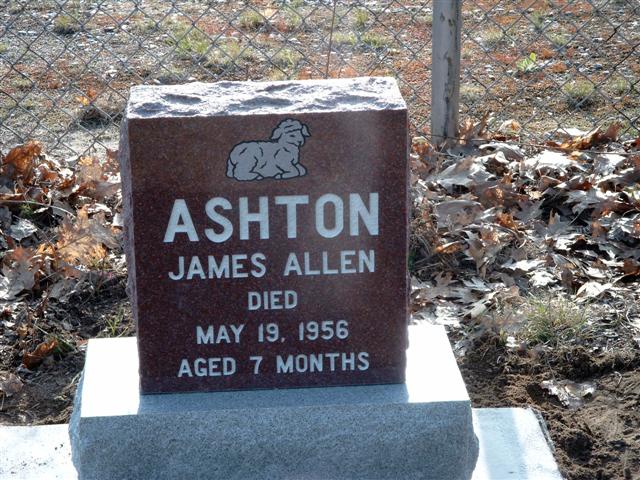 ASHTON
JAMES ALLEN
DIED
MAY 19, 1956
AGED 7 MONTHS